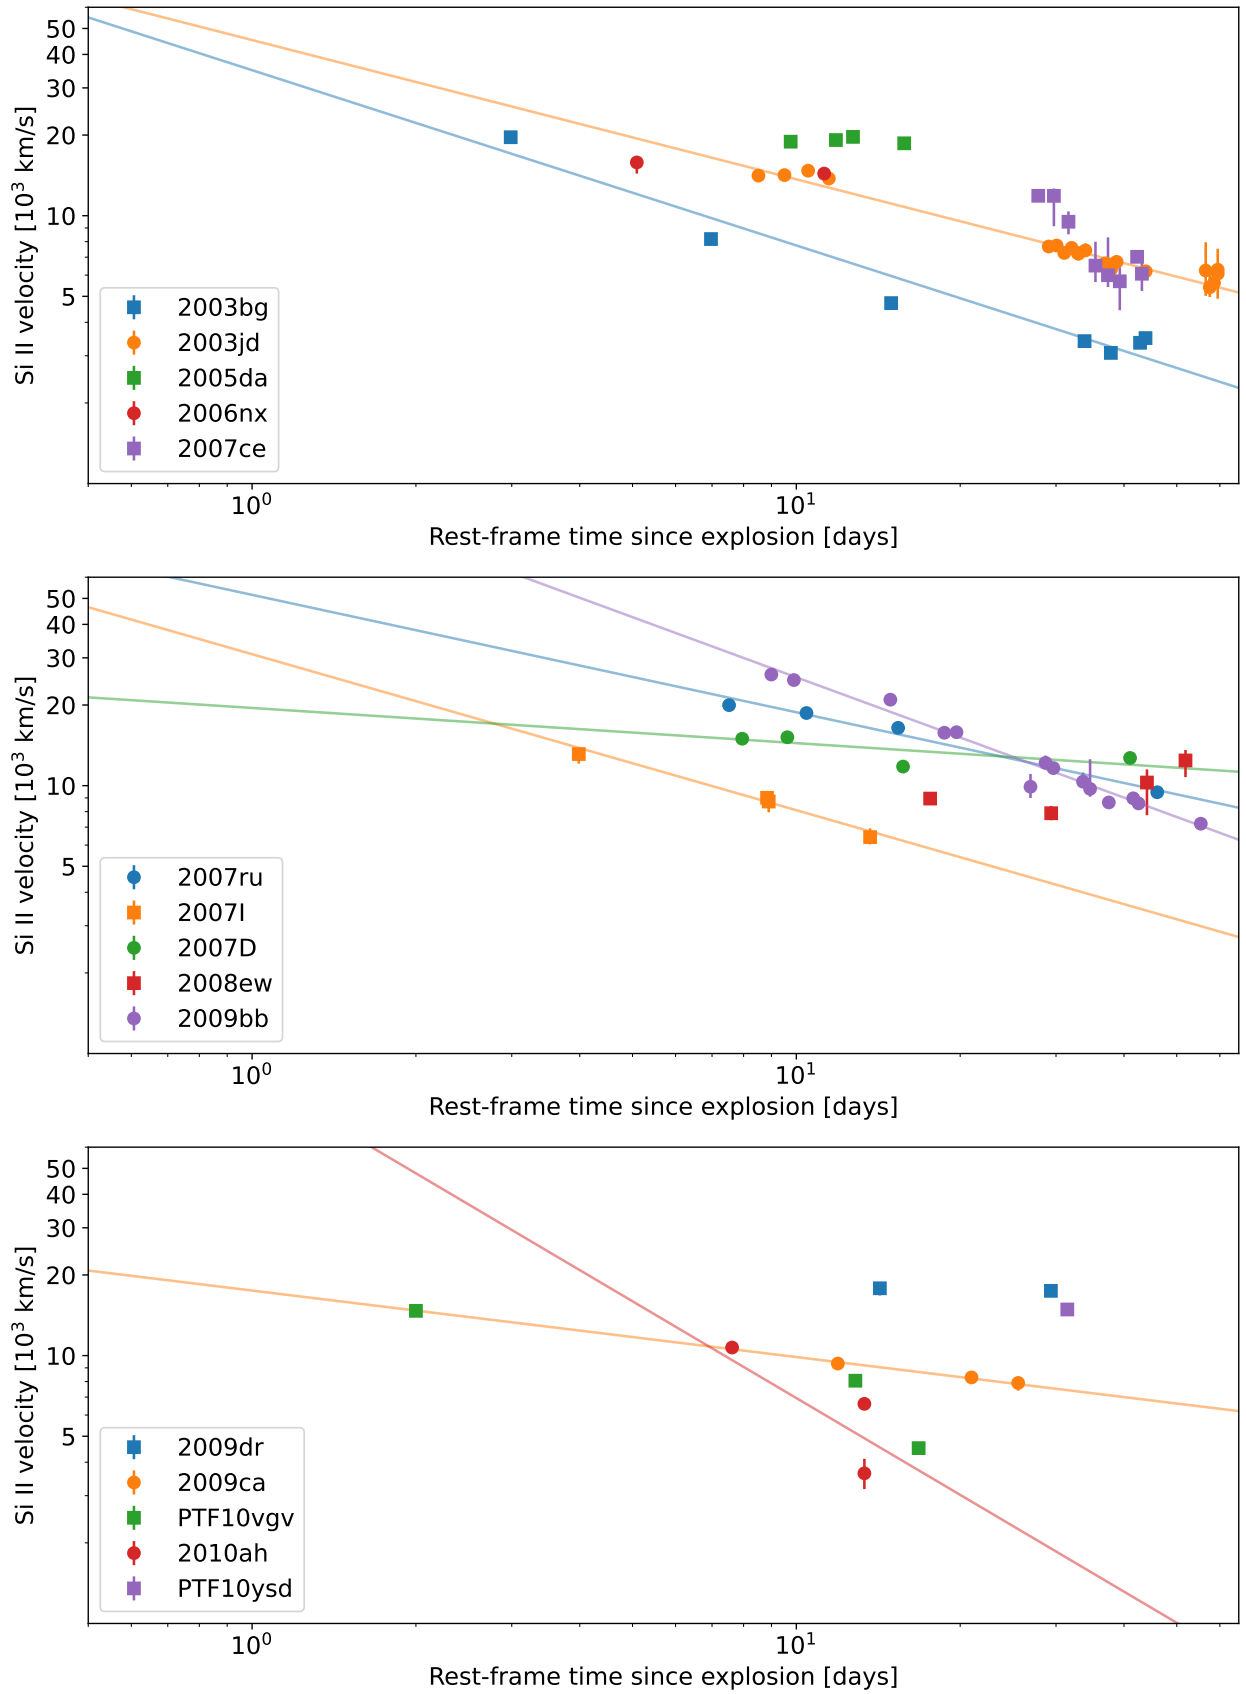 50
40
30
20
10
5
Si II velocity [10³ km/s]
2003bg
2003jd
2005da
2006nx
2007ce
10⁰ 10¹
Rest-frame time since explosion [days]
50
40
30
20
10
5
Si II velocity [10³ km/s]
2007ru
2007I
2007D
2008ew
2009bb
10⁰ 10¹
Rest-frame time since explosion [days]
50
40
30
20
10
5
Si II velocity [10³ km/s]
2009dr
2009ca
PTF10vgv
2010ah
PTF10ysd
10⁰ 10¹
Rest-frame time since explosion [days]